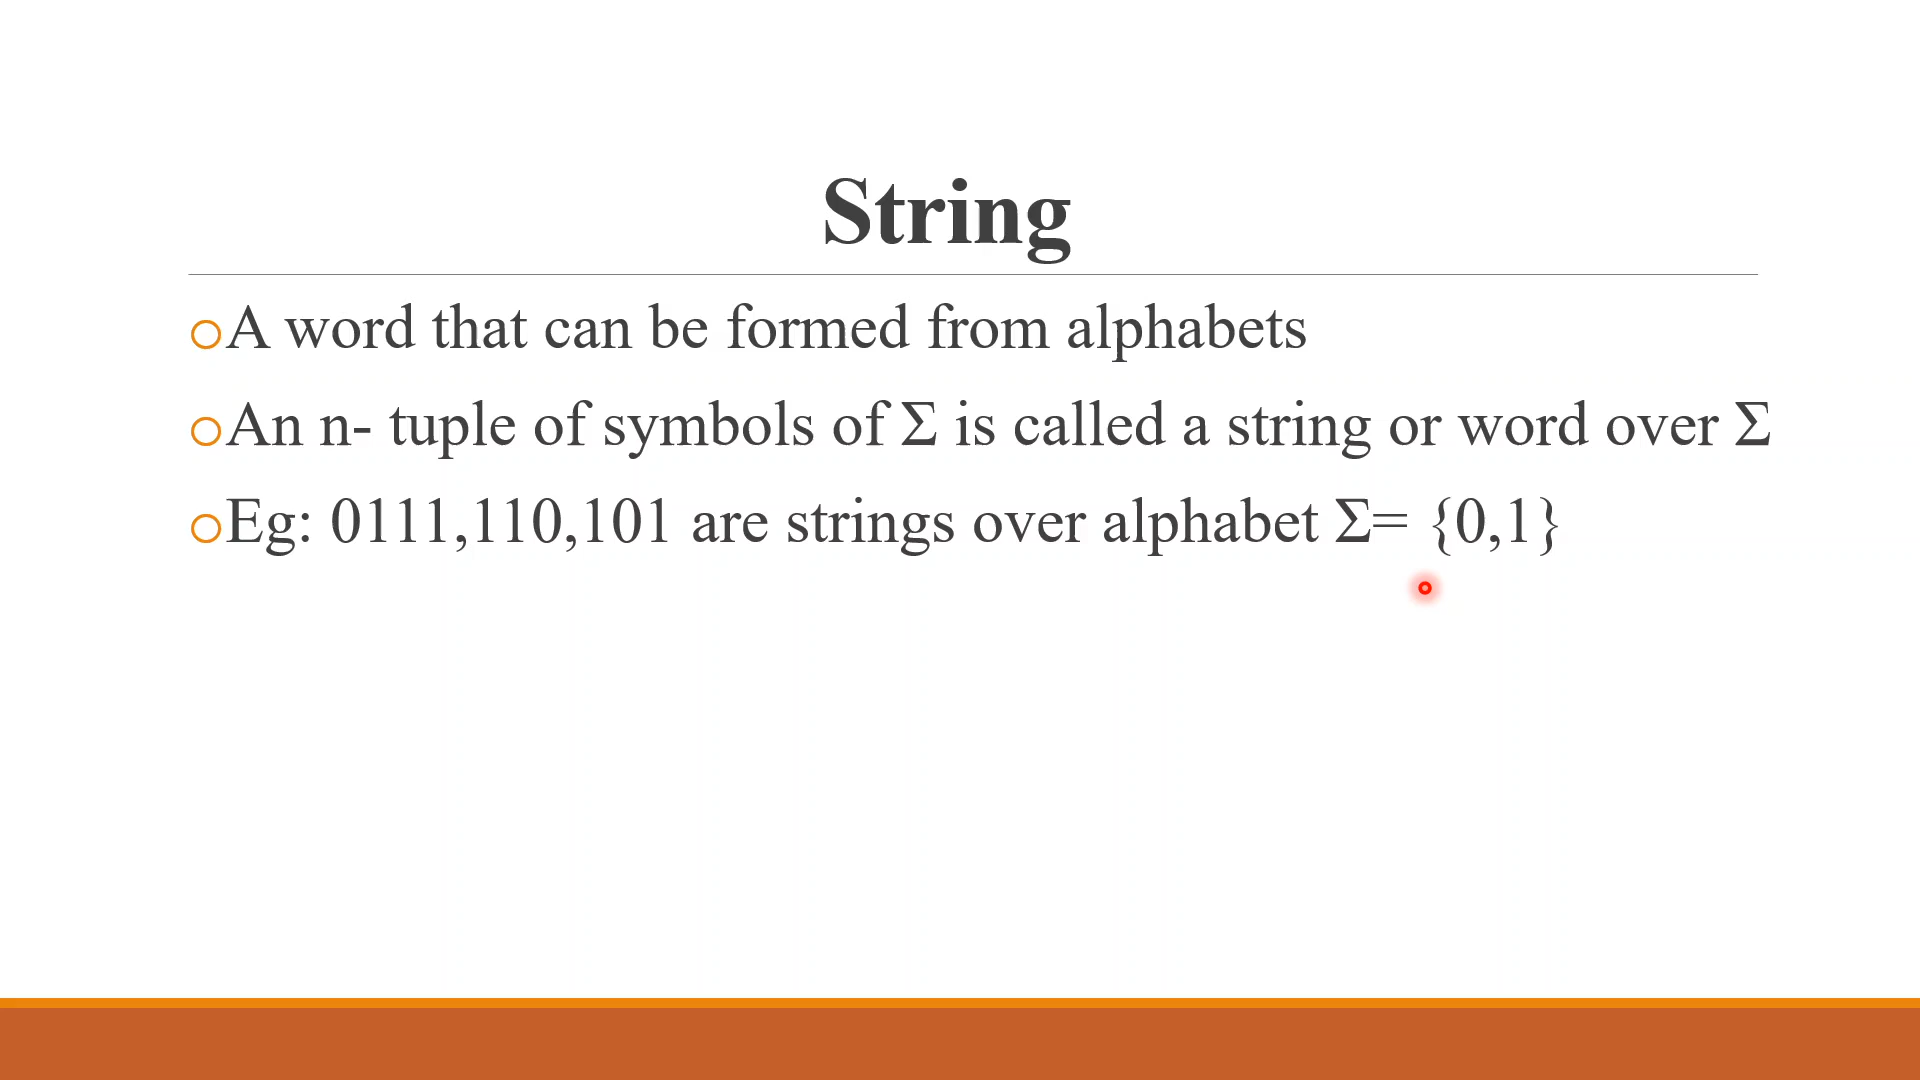 String
A word that can be formed from alphabets
An n- tuple of symbols of Σ is called a string or word over Σ
Eg: 0111,110,101 are strings over alphabet Σ= {0,1}